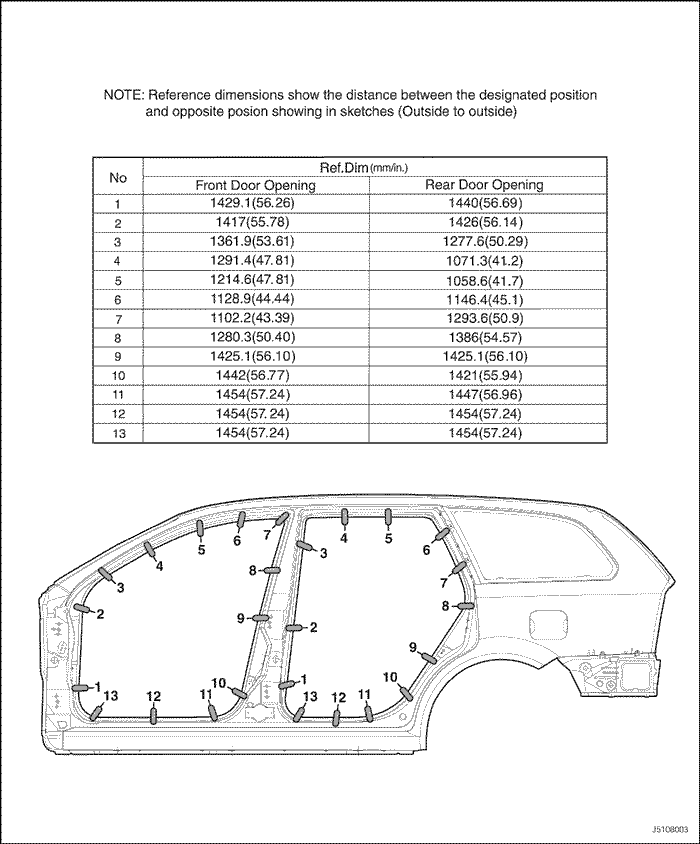 NOTE: Reference dimensions show the distance between the designated position
and opposite posion showing in sketches (Outside to outside)
No Ref.Dim(mm/in.)
Front Door Opening Rear Door Opening
1 1429.1(56.26) 1440(56.69)
2 1417(55.78) 1426(56.14)
3 1361.9(53.61) 1277.6(50.29)
4 1291.4(47.81) 1071.3(41.2)
5 1214.6(47.81) 1058.6(41.7)
6 1128.9(44.44) 1146.4(45.1)
7 1102.2(43.39) 1293.6(50.9)
8 1280.3(50.40) 1386(54.57)
9 1425.1(56.10) 1425.1(56.10)
10 1442(56.77) 1421(55.94)
11 1454(57.24) 1447(56.96)
12 1454(57.24) 1454(57.24)
13 1454(57.24) 1454(57.24)
1
2
3
4
5
6
7
8
9
10
11
12
13
1
2
3
4
5
6
7
8
9
10
11
12
13
J5108003